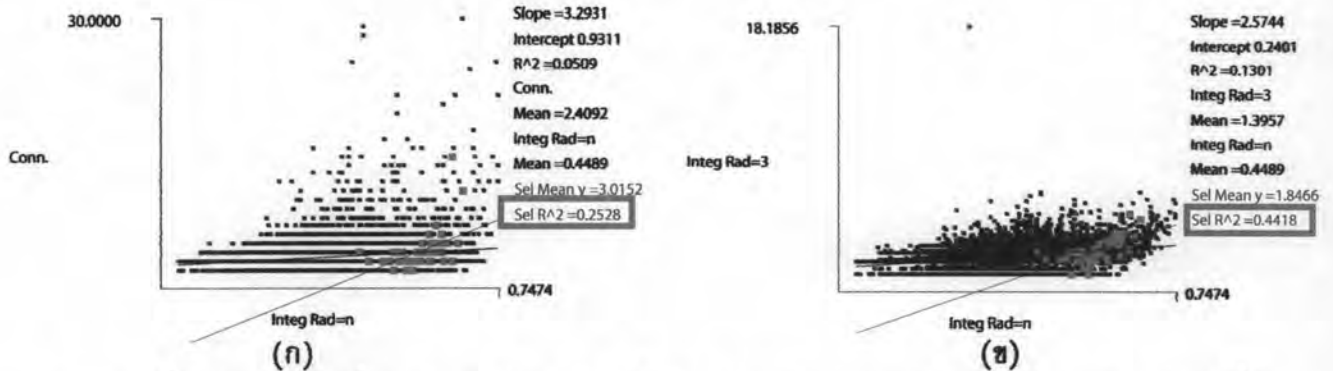 30.0000
Conn.
Slope =3.2931
Intercept 0.9311
R^2 =0.0509
Conn.
Mean =2.4092
Integ Rad=n
Mean =0.4489
Sel Mean y =3.0152
Sel R^2 =0.2528
0.7474
Integ Rad=n
(ก)
18.1856
Integ Rad=3
Slope =2.5744
Intercept 0.2401
R^2 =0.1301
Integ Rad=3
Mean =1.3957
Integ Rad=n
Mean =0.4489
Sel Mean y =1.8466
Sel R^2 =0.4418
0.7474
Integ Rad=n
(ข)